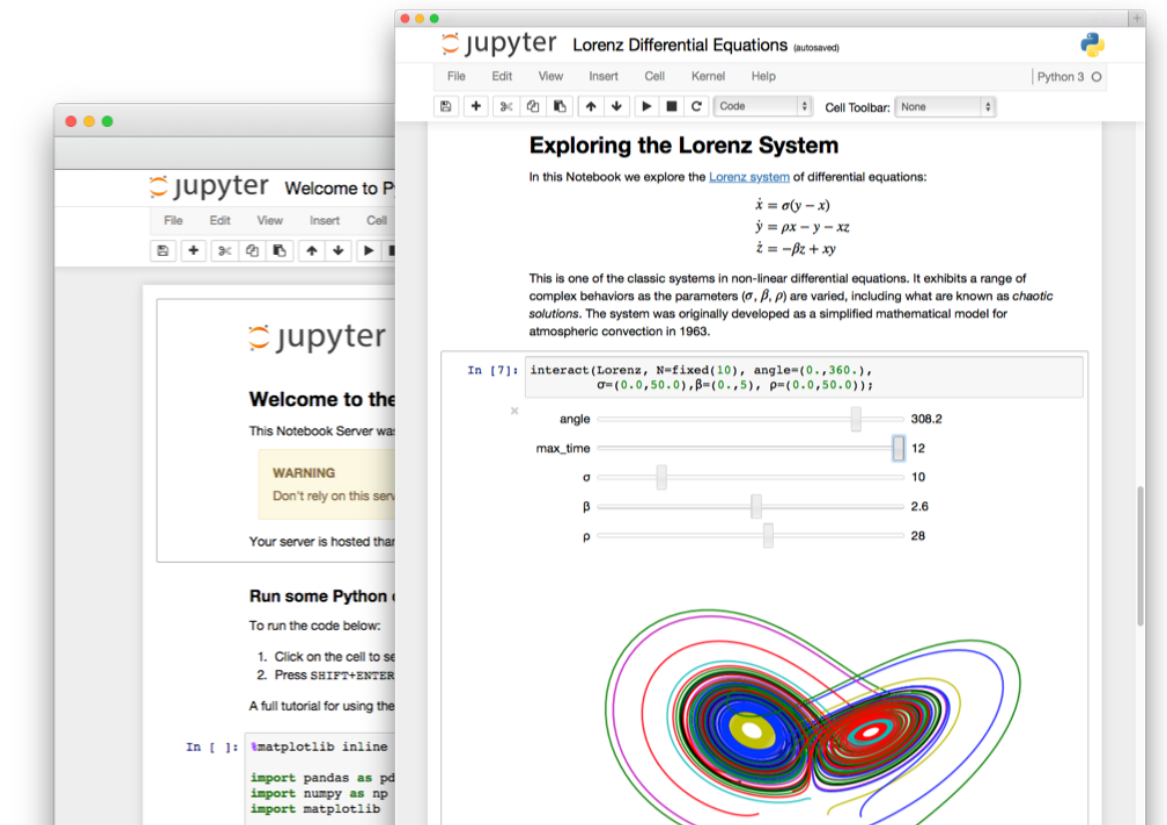 jupyter Lorenz Differential Equations (autosaved)
File Edit View Insert Cell Kernel Help Python 3
Code Cell Toolbar: None
Exploring the Lorenz System
In this Notebook we explore the Lorenz system of differential equations:
ẋ = σ(y − x)
ẏ = ρx − y − xz
ż = −βz + xy
This is one of the classic systems in non-linear differential equations. It exhibits a range of
complex behaviors as the parameters (σ, β, ρ) are varied, including what are known as chaotic
solutions. The system was originally developed as a simplified mathematical model for
atmospheric convection in 1963.
In [7]: interact(Lorenz, N=fixed(10), angle=(0.,360.),
σ=(0.0,50.0),β=(0.,5), ρ=(0.0,50.0));
angle 308.2
max_time 12
σ 10
β 2.6
ρ 28
jupyter Welcome to P
File Edit View Insert Cell
jupyter
Welcome to the
This Notebook Server was
WARNING
Don't rely on this serv
Your server is hosted than
Run some Python
To run the code below:
1. Click on the cell to se
2. Press SHIFT+ENTER
A full tutorial for using the
In [ ]: %matplotlib inline
import pandas as pd
import numpy as np
import matplotlib